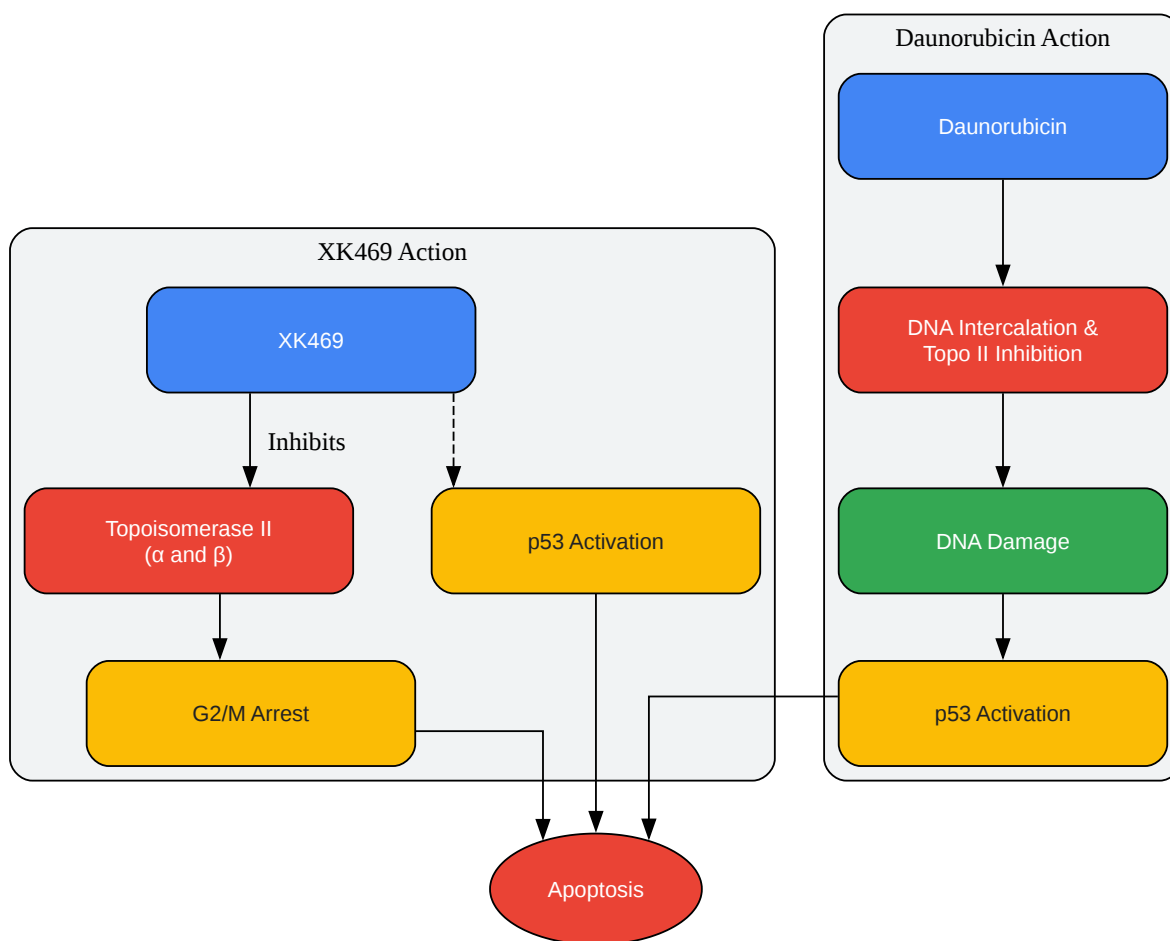 Daunorubicin Action
Daunorubicin
XK469 Action
XK469
DNA Intercalation &
Topo II Inhibition
Inhibits
Topoisomerase II
(α and β)
p53 Activation
DNA Damage
G2/M Arrest
p53 Activation
Apoptosis